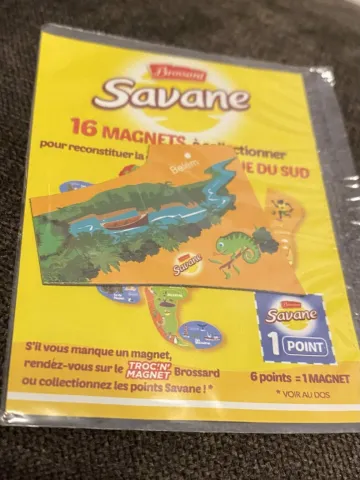 Brossard
Savane
16 MAGNETS à collectionner
pour reconstituer la
UE DU SUD
Belém
Savane
Brossard
Savane
1 POINT
S'il vous manque un magnet,
rendez-vous sur le TROC'N' MAGNET Brossard
ou collectionnez les points Savane !*
6 points = 1 MAGNET
* VOIR AU DOS